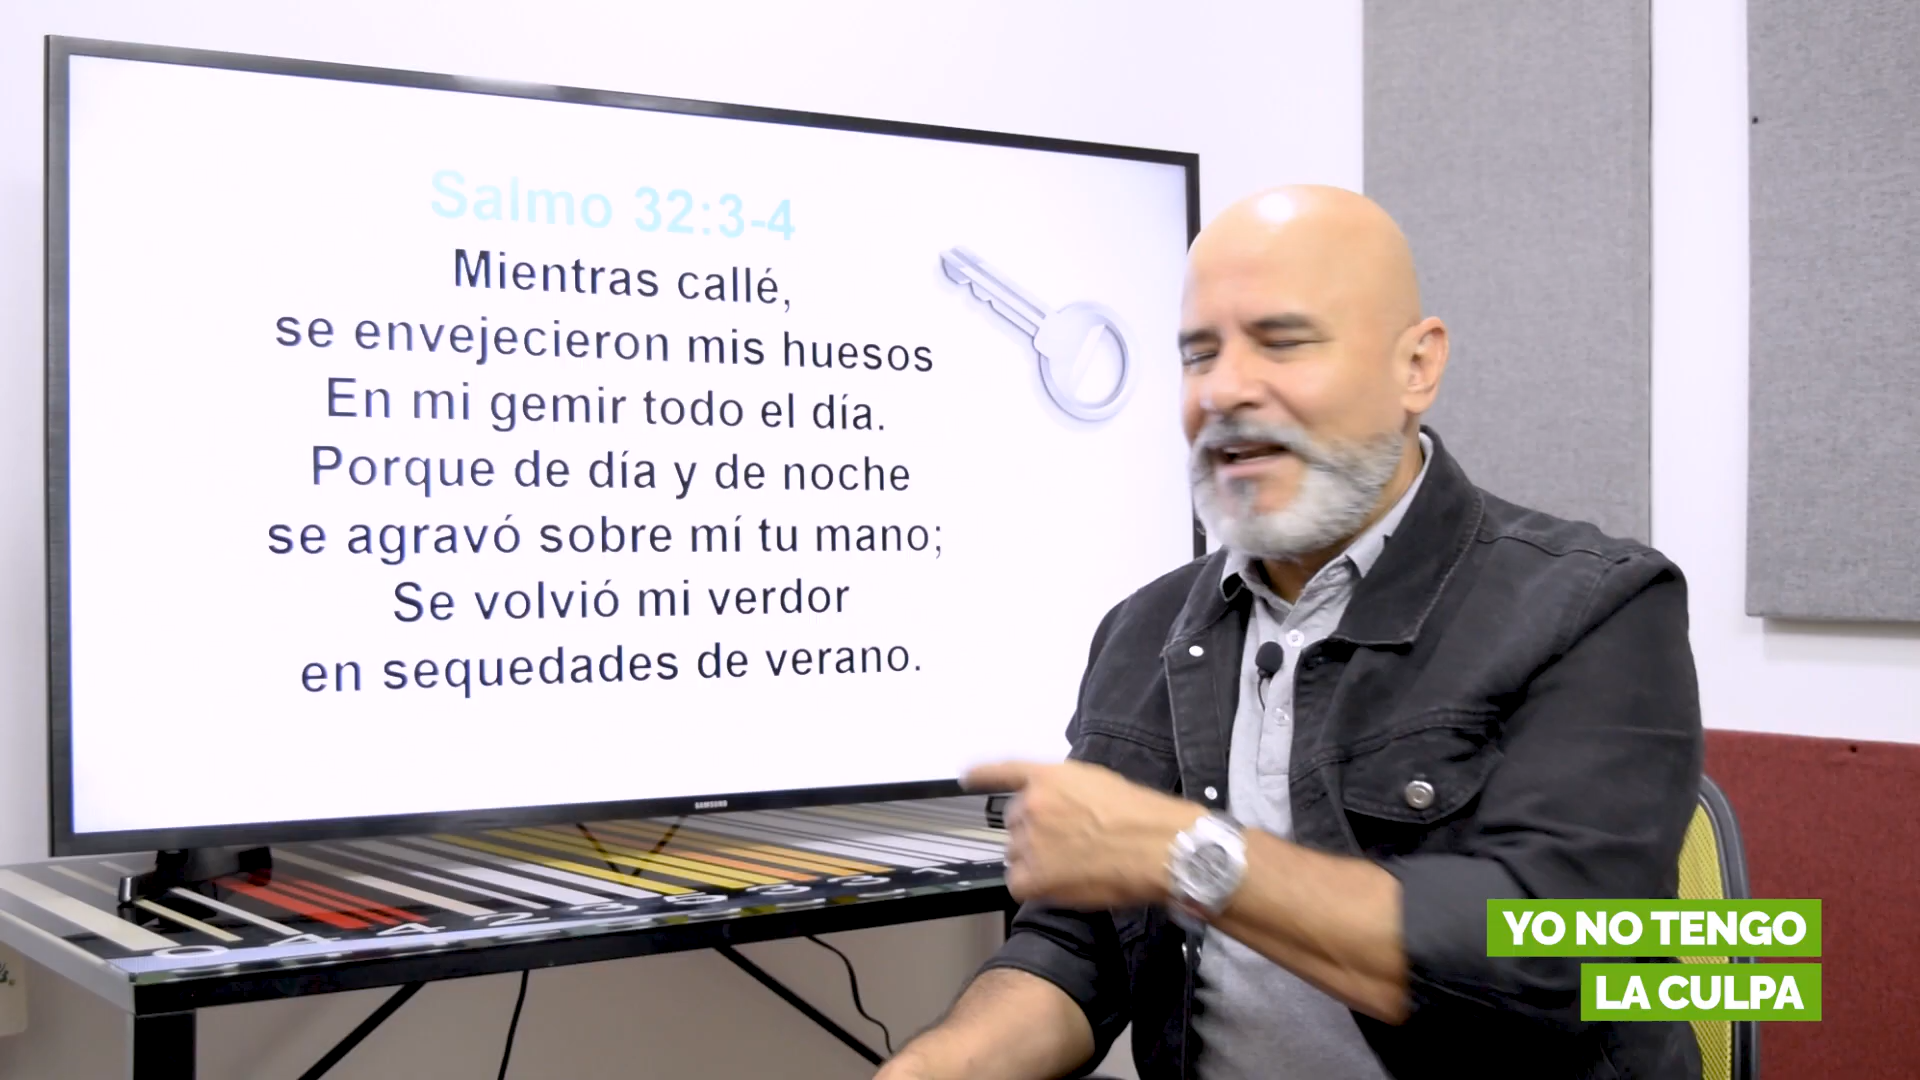 Salmo 32:3-4
Mientras callé,
se envejecieron mis huesos
En mi gemir todo el día.
Porque de día y de noche
se agravó sobre mí tu mano;
Se volvió mi verdor
en sequedades de verano.
SAMSUNG
YO NO TENGO
LA CULPA